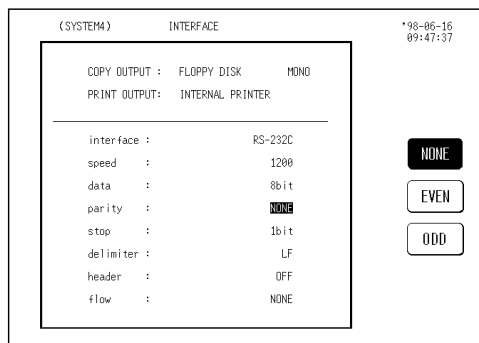 (SYSTEM4) INTERFACE '98-06-16
09:47:37
COPY OUTPUT : FLOPPY DISK MONO
PRINT OUTPUT: INTERNAL PRINTER
interface : RS-232C
speed : 1200
data : 8bit
parity : NONE
stop : 1bit
delimiter : LF
header : OFF
flow : NONE
NONE
EVEN
ODD